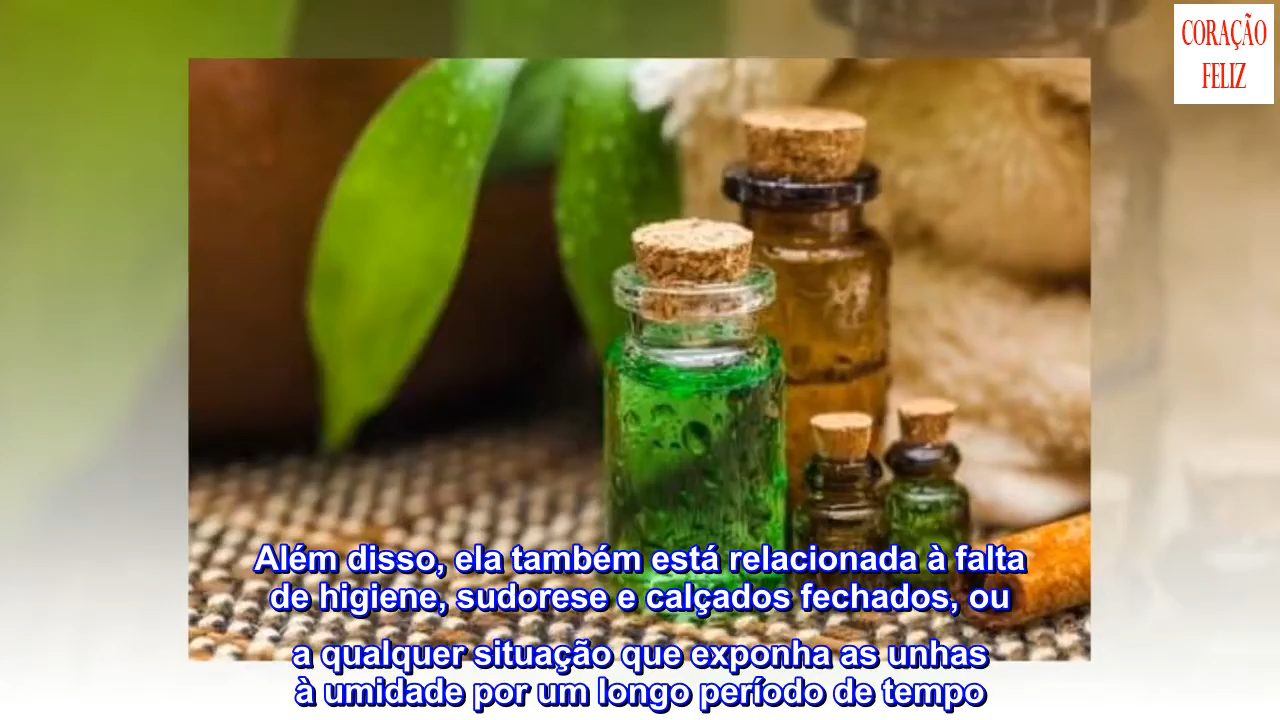 CORAÇÃO
FELIZ
Além disso, ela também está relacionada à falta
de higiene, sudorese e calçados fechados, ou
a qualquer situação que exponha as unhas
à umidade por um longo período de tempo